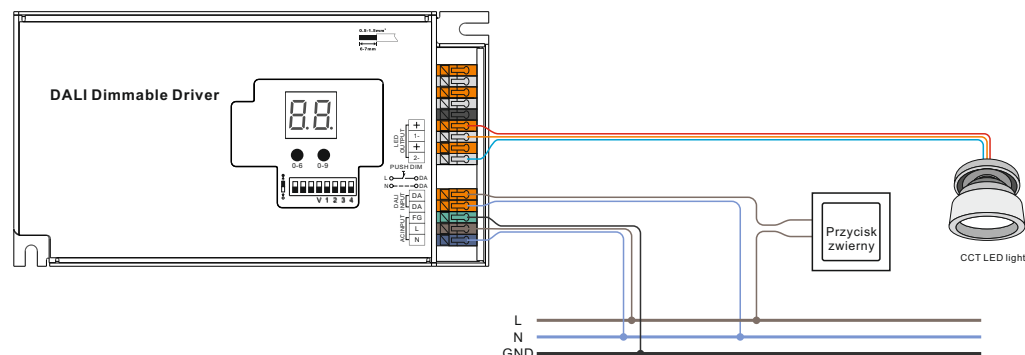 0.5-1.5mm²
6-7mm
DALI Dimmable Driver
88
0-6 0-9
V 1 2 3 4
LED OUTPUT
+
1-
+
2-
PUSH DIM
L DA
N DA
DALI INPUT
DA
DA
AC INPUT
FG
L
N
Przycisk
zwierny
CCT LED light
L
N
GND